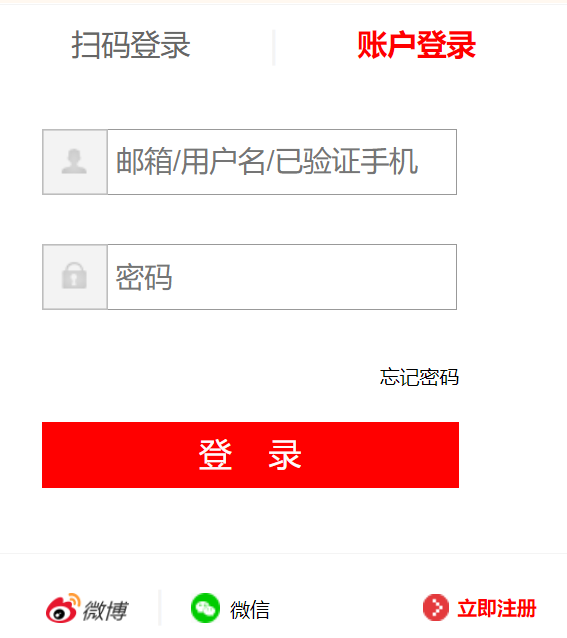 扫码登录 账户登录
邮箱/用户名/已验证手机
密码
忘记密码
登 录
微博 微信 立即注册